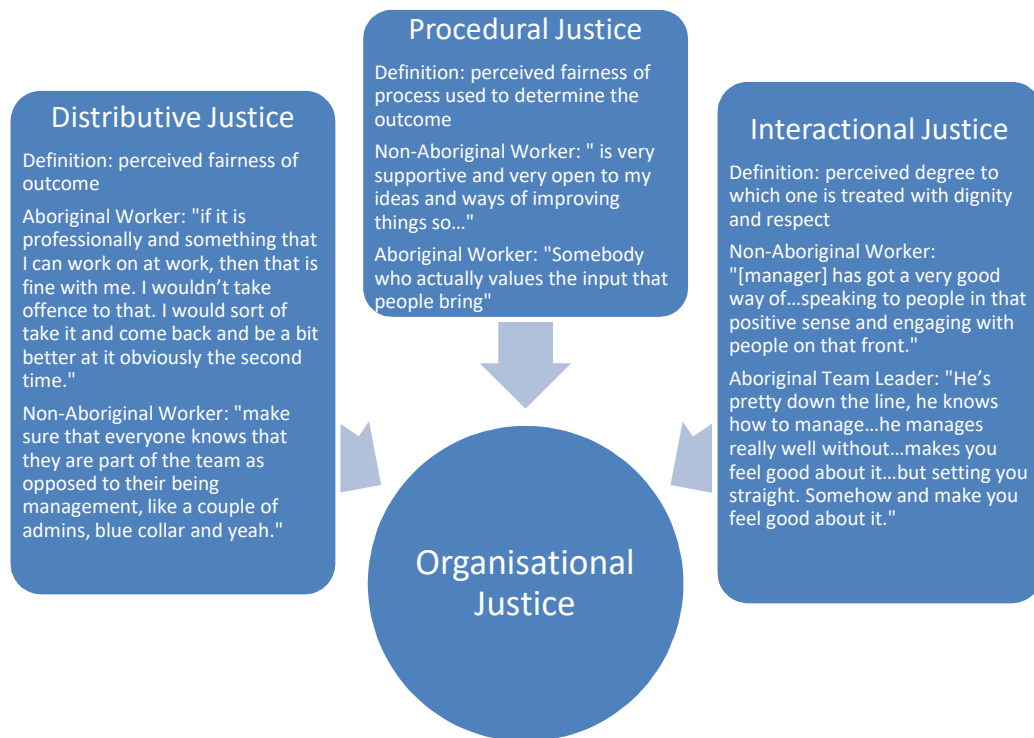 Distributive Justice
Definition: perceived fairness of
outcome
Aboriginal Worker: "if it is
professionally and something that
I can work on at work, then that is
fine with me. I wouldn’t take
offence to that. I would sort of
take it and come back and be a bit
better at it obviously the second
time."
Non-Aboriginal Worker: "make
sure that everyone knows that
they are part of the team as
opposed to their being
management, like a couple of
admins, blue collar and yeah."
Procedural Justice
Definition: perceived fairness of
process used to determine the
outcome
Non-Aboriginal Worker: " is very
supportive and very open to my
ideas and ways of improving
things so..."
Aboriginal Worker: "Somebody
who actually values the input that
people bring"
Interactional Justice
Definition: perceived degree to
which one is treated with dignity
and respect
Non-Aboriginal Worker:
"[manager] has got a very good
way of...speaking to people in that
positive sense and engaging with
people on that front."
Aboriginal Team Leader: "He’s
pretty down the line, he knows
how to manage...he manages
really well without...makes you
feel good about it...but setting you
straight. Somehow and make you
feel good about it."
Organisational
Justice